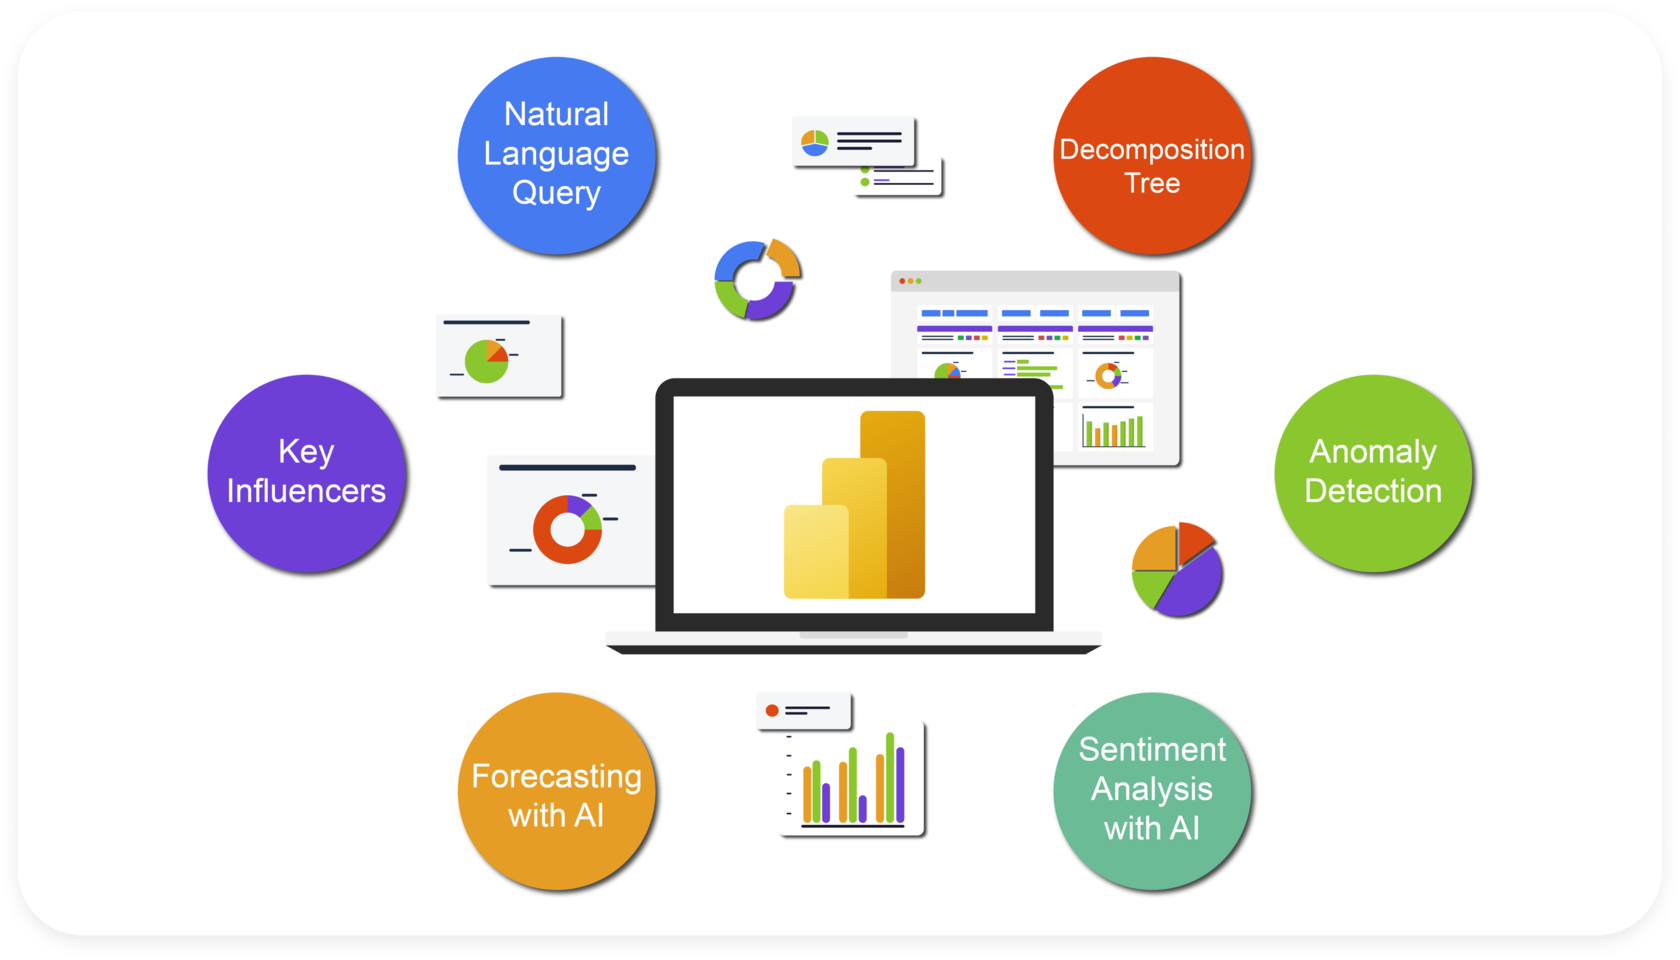 Natural
Language
Query
Decomposition
Tree
Key
Influencers
Anomaly
Detection
Forecasting
with AI
Sentiment
Analysis
with AI